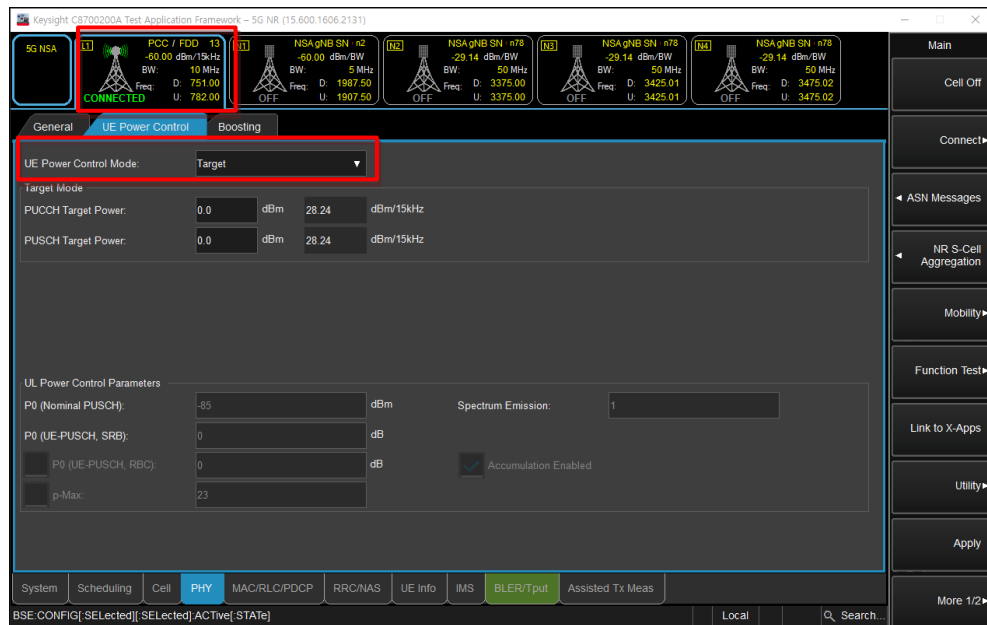 Keysight C8700200A Test Application Framework – 5G NR (15.600.1606.2131)
5G NSA
L1 PCC / FDD 13
-60.00 dBm/15kHz
BW: 10 MHz
Freq: D: 751.00
CONNECTED U: 782.00
N1 NSA gNB SN · n2
-60.00 dBm/BW
BW: 5 MHz
Freq: D: 1987.50
OFF U: 1907.50
N2 NSA gNB SN · n78
-29.14 dBm/BW
BW: 50 MHz
Freq: D: 3375.00
OFF U: 3375.00
N3 NSA gNB SN · n78
-29.14 dBm/BW
BW: 50 MHz
Freq: D: 3425.01
OFF U: 3425.01
N4 NSA gNB SN · n78
-29.14 dBm/BW
BW: 50 MHz
Freq: D: 3475.02
OFF U: 3475.02
General UE Power Control Boosting
UE Power Control Mode: Target
Target Mode
PUCCH Target Power: 0.0 dBm 28.24 dBm/15kHz
PUSCH Target Power: 0.0 dBm 28.24 dBm/15kHz
UL Power Control Parameters
P0 (Nominal PUSCH): -85 dBm Spectrum Emission: 1
P0 (UE-PUSCH, SRB): 0 dB
P0 (UE-PUSCH, RBC): 0 dB Accumulation Enabled
p-Max: 23
System Scheduling Cell PHY MAC/RLC/PDCP RRC/NAS UE Info IMS BLER/Tput Assisted Tx Meas
BSE:CONFIG[:SELected][:SELected]:ACTive[:STATe] Local Search...
Main
Cell Off
Connect
ASN Messages
NR S-Cell
Aggregation
Mobility
Function Test
Link to X-Apps
Utility
Apply
More 1/2